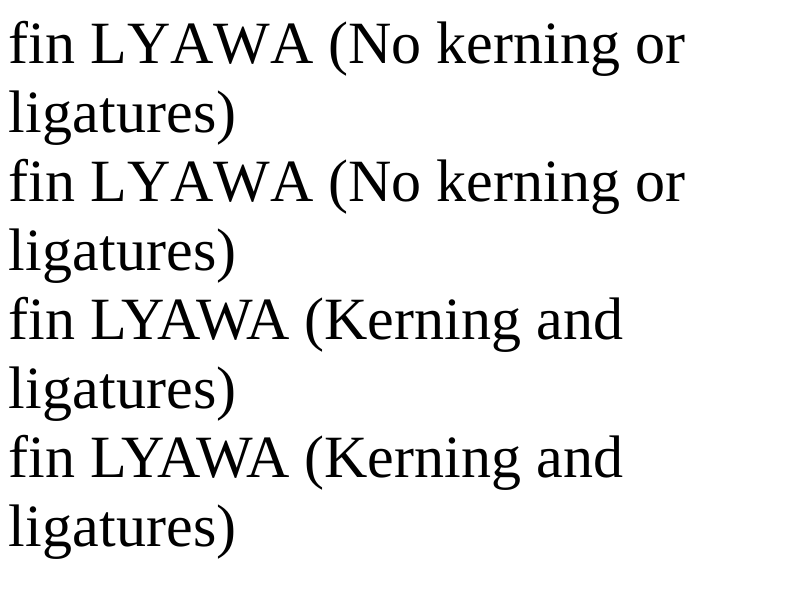 fin LYAWA (No kerning or
ligatures)
fin LYAWA (No kerning or
ligatures)
fin LYAWA (Kerning and
ligatures)
fin LYAWA (Kerning and
ligatures)